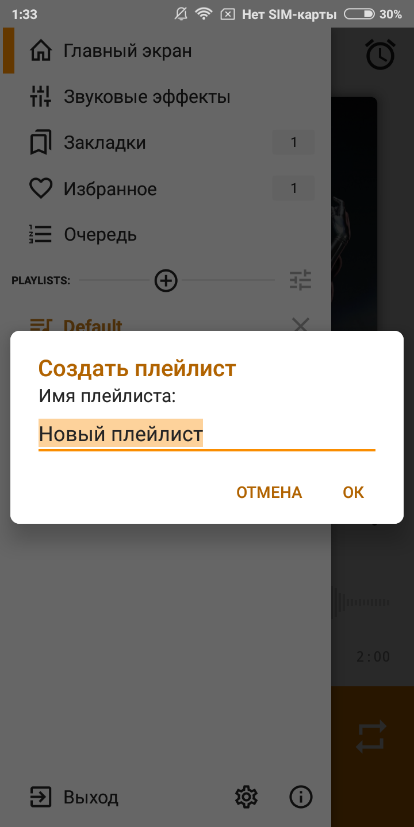 1:33 Нет SIM-карты 30%
Главный экран
Звуковые эффекты
Закладки 1
Избранное 1
Очередь
PLAYLISTS:
Default
Создать плейлист
Имя плейлиста:
Новый плейлист
ОТМЕНА ОК
2:00
Выход